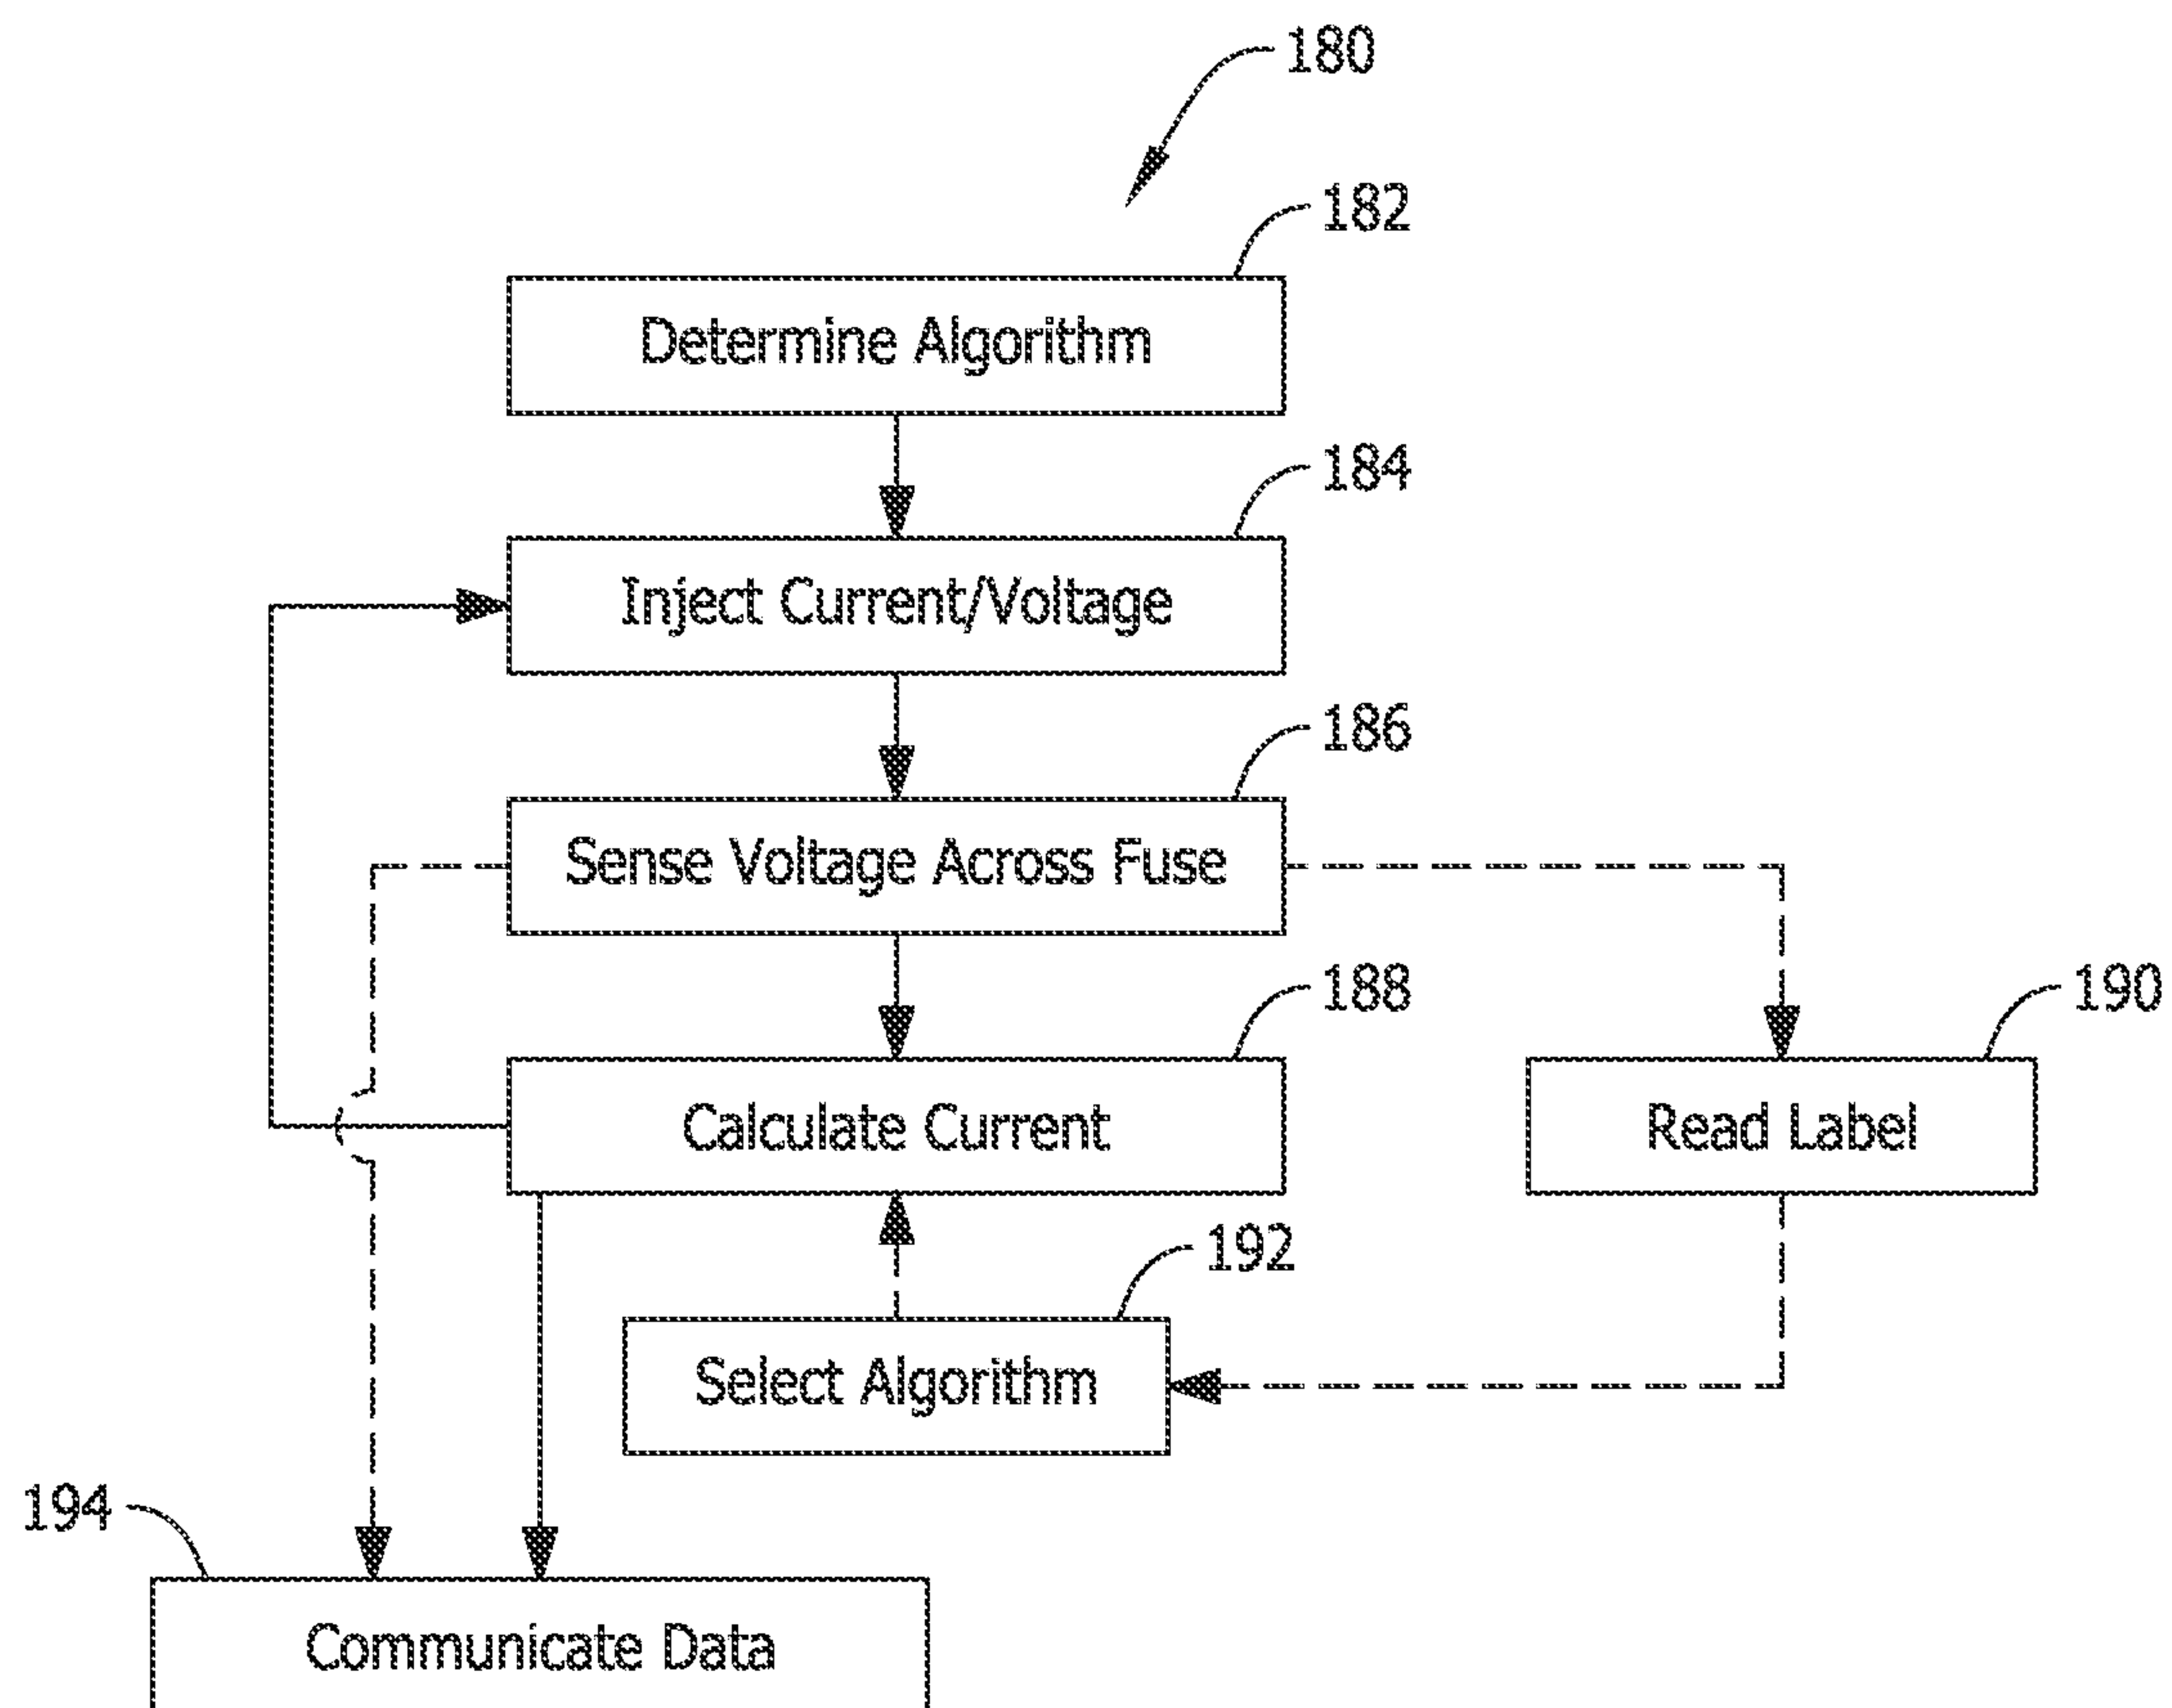 180
182
Determine Algorithm
184
Inject Current/Voltage
186
Sense Voltage Across Fuse
188
190
Calculate Current
Read Label
192
Select Algorithm
194
Communicate Data